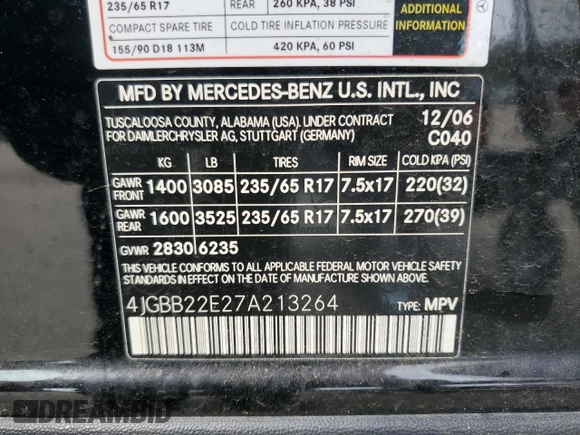 235/65 R17 REAR 260 KPA, 38 PSI
COMPACT SPARE TIRE COLD TIRE INFLATION PRESSURE
155/90 D18 113M 420 KPA, 60 PSI
ADDITIONAL
INFORMATION
MFD BY MERCEDES-BENZ U.S. INTL., INC
TUSCALOOSA COUNTY, ALABAMA (USA). UNDER CONTRACT 12/06
FOR DAIMLERCHRYSLER AG, STUTTGART (GERMANY) C040
KG LB TIRES RIM SIZE COLD KPA (PSI)
GAWR FRONT 1400 3085 235/65 R17 7.5x17 220(32)
GAWR REAR 1600 3525 235/65 R17 7.5x17 270(39)
GVWR 2830 6235
THIS VEHICLE CONFORMS TO ALL APPLICABLE FEDERAL MOTOR VEHICLE SAFETY
STANDARDS IN EFFECT ON THE DATE OF MANUFACTURE SHOWN ABOVE.
4JGBB22E27A213264 TYPE: MPV
DREAMBID